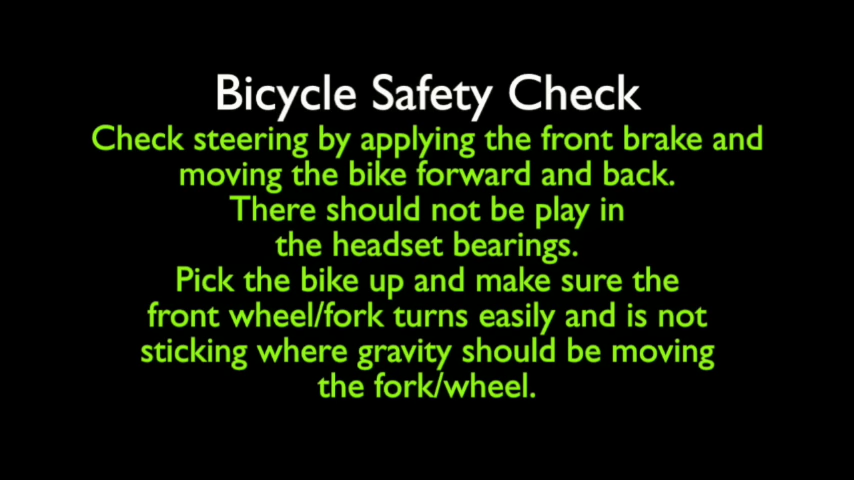 Bicycle Safety Check
Check steering by applying the front brake and
moving the bike forward and back.
There should not be play in
the headset bearings.
Pick the bike up and make sure the
front wheel/fork turns easily and is not
sticking where gravity should be moving
the fork/wheel.